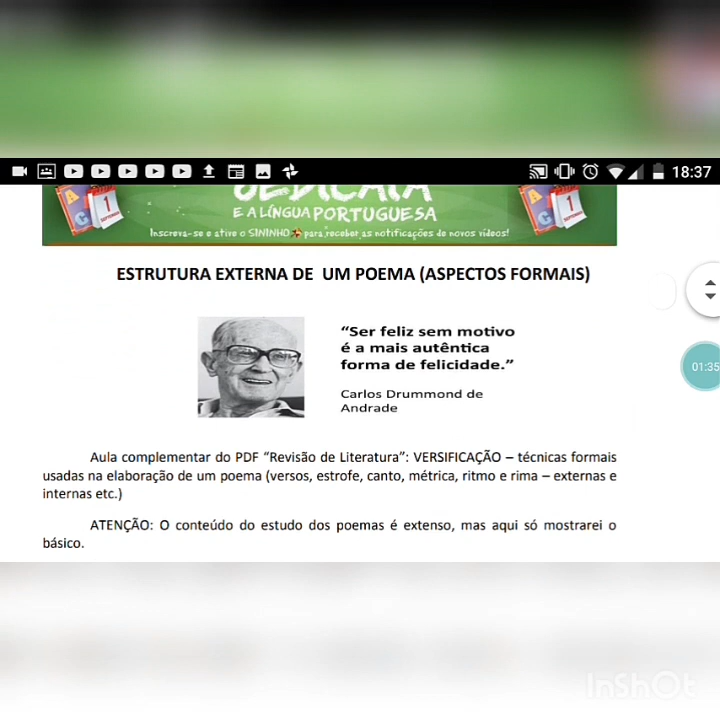 18:37
E A LÍNGUA PORTUGUESA
Inscreva-se e ative o SININHO para receber as notificações de novos vídeos!
ESTRUTURA EXTERNA DE UM POEMA (ASPECTOS FORMAIS)
“Ser feliz sem motivo
é a mais autêntica
forma de felicidade.”
Carlos Drummond de
Andrade
01:35
Aula complementar do PDF “Revisão de Literatura”: VERSIFICAÇÃO – técnicas formais
usadas na elaboração de um poema (versos, estrofe, canto, métrica, ritmo e rima – externas e
internas etc.)
ATENÇÃO: O conteúdo do estudo dos poemas é extenso, mas aqui só mostrarei o
básico.
InShOt